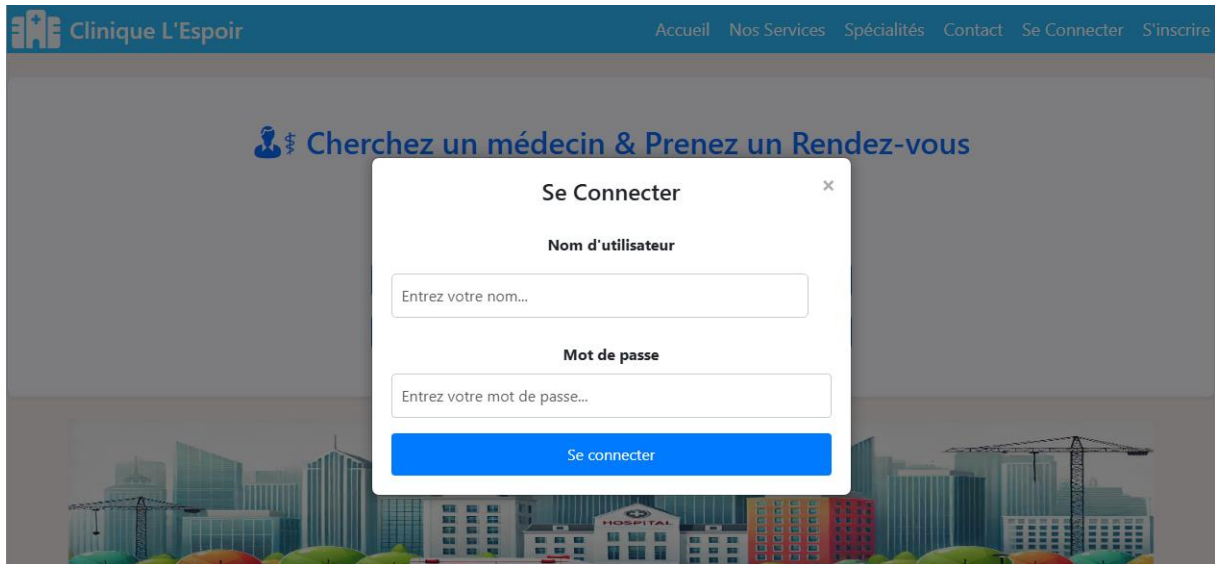 Clinique L'Espoir
Accueil Nos Services Spécialités Contact Se Connecter S'inscrire
Cherchez un médecin & Prenez un Rendez-vous
Se Connecter ×
Nom d'utilisateur
Entrez votre nom...
Mot de passe
Entrez votre mot de passe...
Se connecter
HOSPITAL